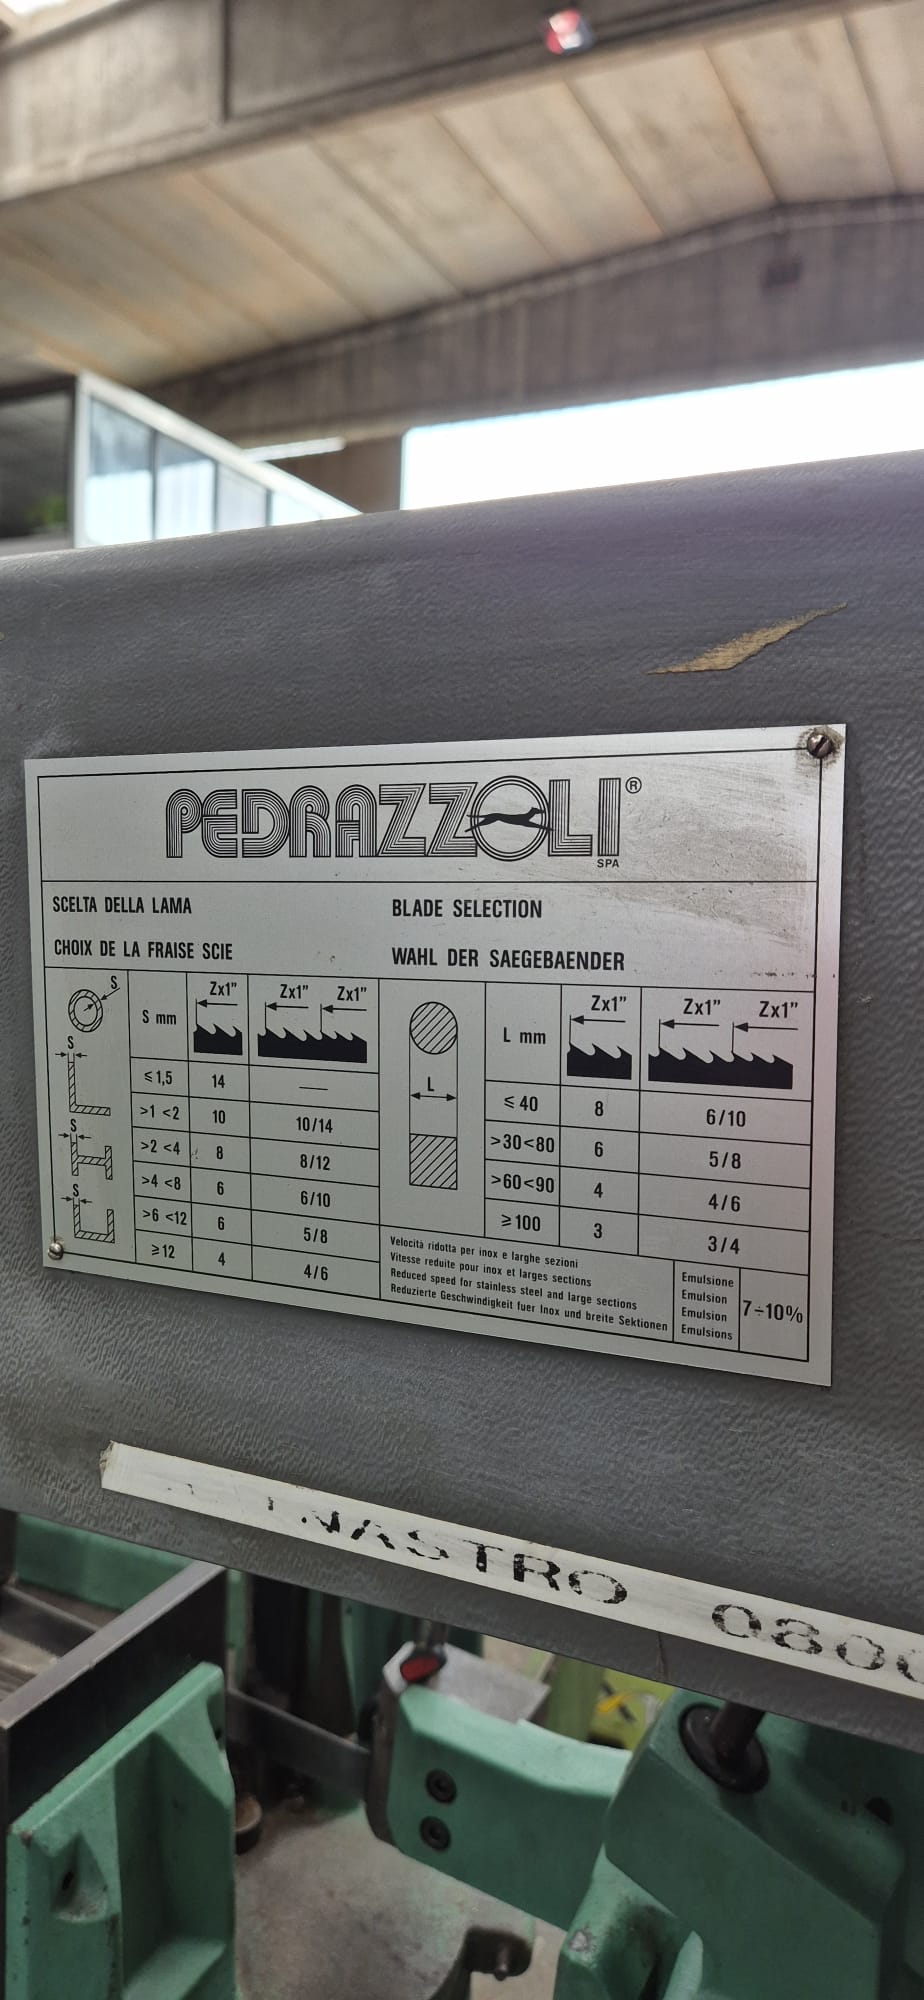 PEDRAZZOLI®
SPA
SCELTA DELLA LAMA
BLADE SELECTION
CHOIX DE LA FRAISE SCIE
WAHL DER SAEGEBAENDER
S
S
S
S
S mm Zx1" Zx1" Zx1"
≤1,5 14 —
>1 <2 10 10/14
>2 <4 8 8/12
>4 <8 6 6/10
>6 <12 6 5/8
≥12 4 4/6
L
L mm Zx1" Zx1" Zx1"
≤ 40 8 6/10
>30<80 6 5/8
>60<90 4 4/6
≥100 3 3/4
Velocità ridotta per inox e larghe sezioni
Vitesse reduite pour inox et larges sections
Reduced speed for stainless steel and large sections
Reduzierte Geschwindigkeit fuer Inox und breite Sektionen
Emulsione
Emulsion
Emulsion
Emulsions
7÷10%
NASTRO 080